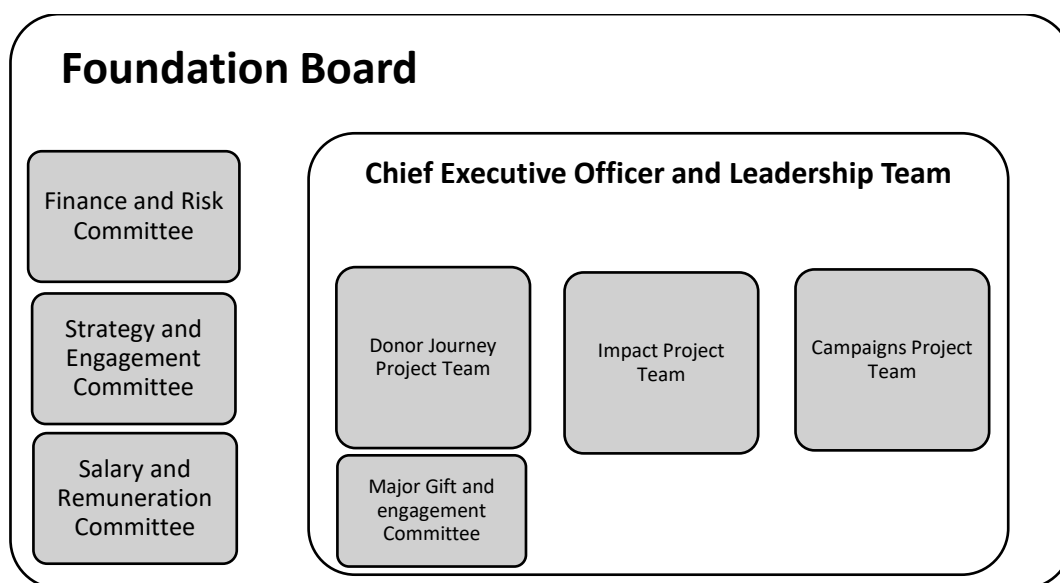 Foundation Board
Finance and Risk
Committee
Strategy and
Engagement
Committee
Salary and
Remuneration
Committee
Chief Executive Officer and Leadership Team
Donor Journey
Project Team
Impact Project
Team
Campaigns Project
Team
Major Gift and
engagement
Committee